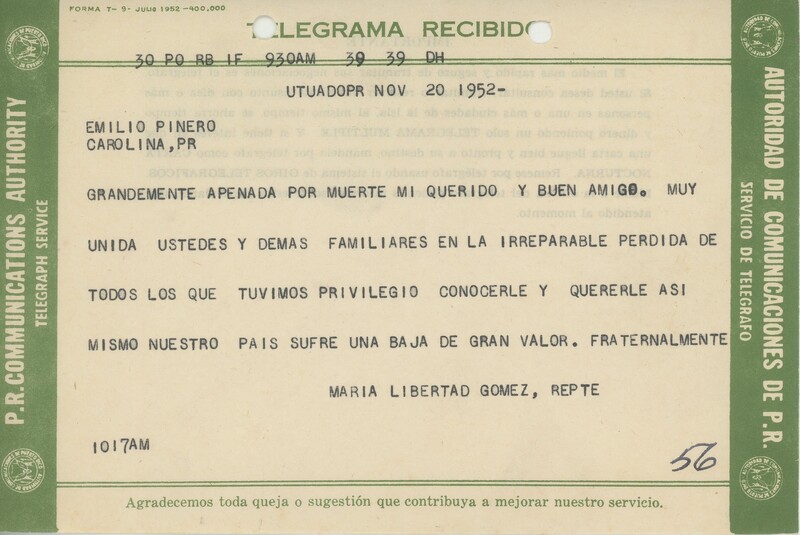 FORMA T- 9- JULIO 1952-400,000
TELEGRAMA RECIBIDO
30 PO RB IF 930AM 39 39 DH
UTUADOPR NOV 20 1952-
EMILIO PINERO
CAROLINA,PR
GRANDEMENTE APENADA POR MUERTE MI QUERIDO Y BUEN AMIGO. MUY
UNIDA USTEDES Y DEMAS FAMILIARES EN LA IRREPARABLE PERDIDA DE
TODOS LOS QUE TUVIMOS PRIVILEGIO CONOCERLE Y QUERERLE ASI
MISMO NUESTRO PAIS SUFRE UNA BAJA DE GRAN VALOR. FRATERNALMENTE
MARIA LIBERTAD GOMEZ, REPTE
1017AM
56
Agradecemos toda queja o sugestión que contribuya a mejorar nuestro servicio.
P.R. COMMUNICATIONS AUTHORITY
TELEGRAPH SERVICE
AUTORIDAD DE COMUNICACIONES DE P.R.
SERVICIO DE TELEGRAFO